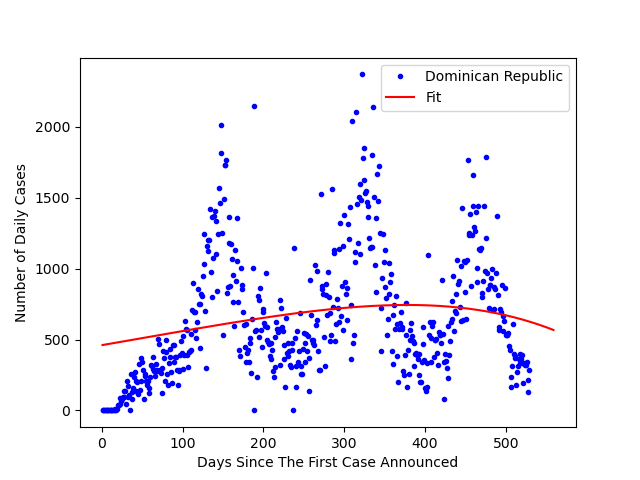 Dominican Republic
Fit
Number of Daily Cases
2000
1500
1000
500
0
0 100 200 300 400 500
Days Since The First Case Announced